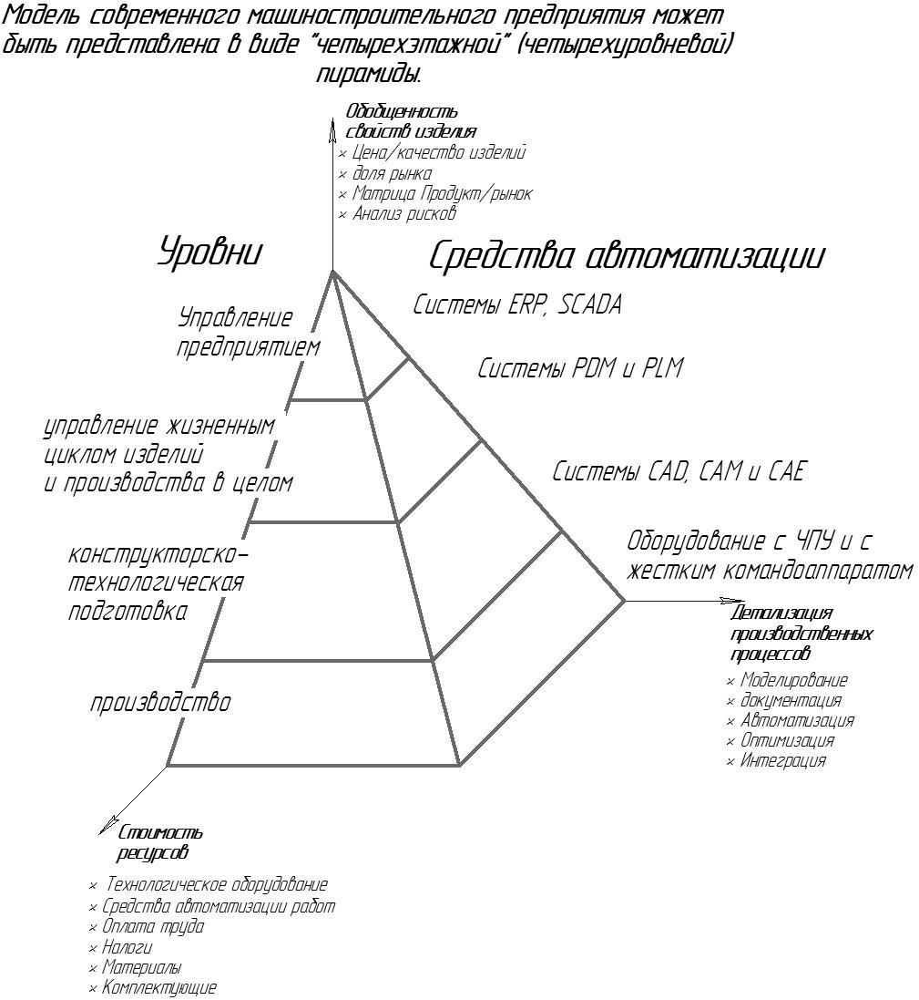 Модель современного машиностроительного предприятия может
быть представлена в виде "четырехэтажной" (четырехуровневой)
пирамиды.
Обобщенность
свойств изделия
× Цена/качество изделий
× доля рынка
× Матрица Продукт/рынок
× Анализ рисков
Уровни
Средства автоматизации
Управление
предприятием
Системы ERP, SCADA
Системы PDM и PLM
управление жизненным
циклом изделий
и производства в целом
Системы CAD, CAM и CAE
конструкторско-
технологическая
подготовка
Оборудование с ЧПУ и с
жестким командоаппаратом
Детализация
производственных
процессов
× Моделирование
× документация
× Автоматизация
× Оптимизация
× Интеграция
производство
Стоимость
ресурсов
× Технологическое оборудование
× Средства автоматизации работ
× Оплата труда
× Налоги
× Материалы
× Комплектующие